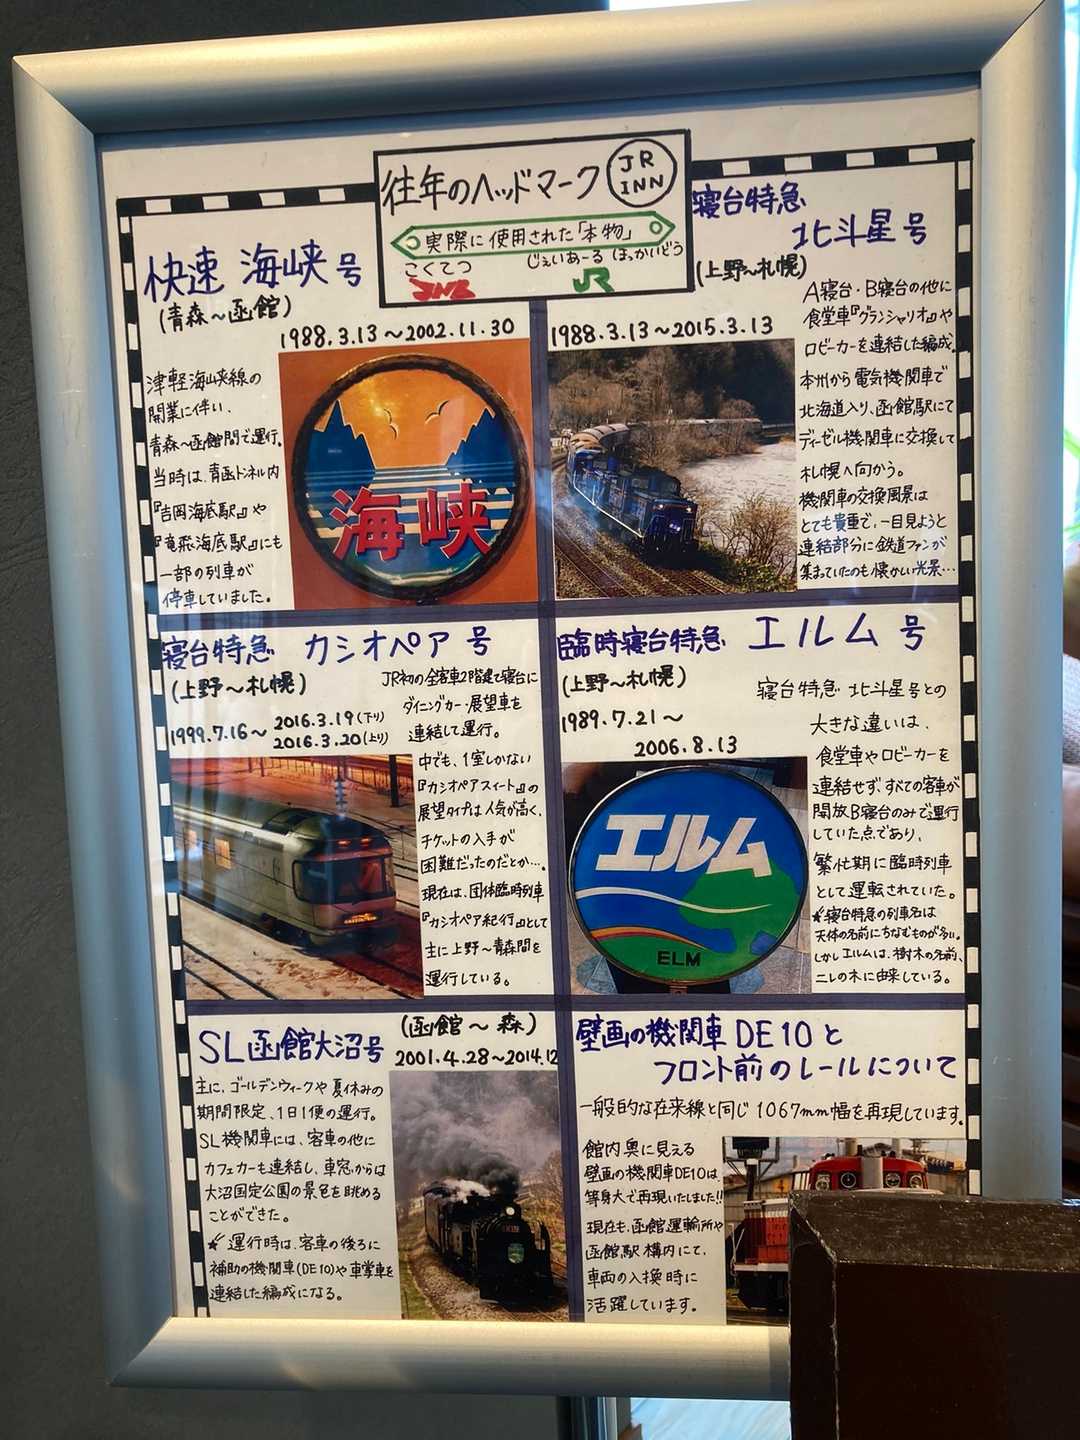 往年のヘッドマーク
JR
INN
実際に使用された「本物」
こくてつ
JNR
じぇいあーる ほっかいどう
JR
快速 海峡号
(青森～函館)
1988.3.13～2002.11.30
津軽海峡線の
開業に伴い、
青森～函館間で運行。
当時は、青函トンネル内
『吉岡海底駅』や
『竜飛海底駅』にも
一部の列車が
停車していました。
海峡
寝台特急
北斗星号
(上野～札幌)
1988.3.13～2015.3.13
A寝台・B寝台の他に
食堂車『グランシャリオ』や
ロビーカーを連結した編成。
本州から電気機関車で
北海道入り、函館駅にて
ディーゼル機関車に交換して
札幌へ向かう。
機関車の交換風景は
とても貴重で、一目見ようと
連結部分に鉄道ファンが
集まっていたのも懐かしい光景…
寝台特急 カシオペア号
(上野～札幌)
1999.7.16～2016.3.19(下り)
2016.3.20(上り)
JR初の全客車2階建て寝台に
ダイニングカー・展望車を
連結して運行。
中でも、1室しかない
『カシオペアスイート』の
展望タイプは人気が高く、
チケットの入手が
困難だったのだとか…。
現在は、団体臨時列車
『カシオペア紀行』として
主に上野～青森間を
運行している。
臨時寝台特急 エルム号
(上野～札幌)
1989.7.21～
2006.8.13
寝台特急 北斗星号との
大きな違いは、
食堂車やロビーカーを
連結せず、すべての客車が
開放B寝台のみで運行
していた点であり、
繁忙期に臨時列車
として運転されていた。
★寝台特急の列車名は
天体の名前にちなむものが多い。
しかしエルムは、樹木の名前、
ニレの木に由来している。
エルム
ELM
SL函館大沼号
(函館～森)
2001.4.28～2014.12
主に、ゴールデンウィークや夏休みの
期間限定、1日1便の運行。
SL機関車には、客車の他に
カフェカーも連結し、車窓からは
大沼国定公園の景色を眺める
ことができた。
★運行時は、客車の後ろに
補助の機関車(DE10)や車掌車を
連結した編成になる。
壁画の機関車DE10と
フロント前のレールについて
一般的な在来線と同じ1067mm幅を再現しています。
館内奥に見える
壁画の機関車DE10は
等身大で再現いたしました!!
現在も、函館運輸所や
函館駅構内にて、
車両の入換時に
活躍しています。